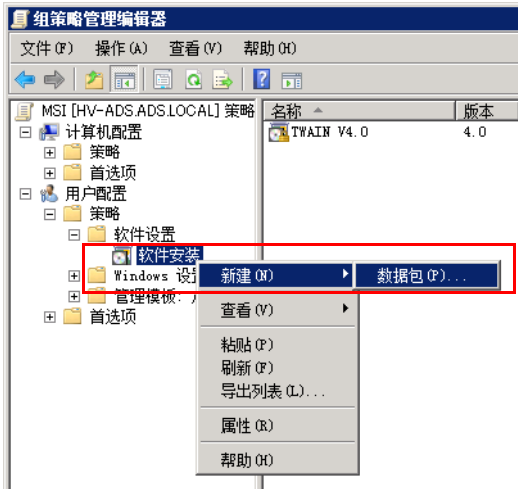 组策略管理编辑器
文件(F) 操作(A) 查看(V) 帮助(H)
MSI [HV-ADS.ADS.LOCAL] 策略
名称 版本
计算机配置
TWAIN V4.0 4.0
策略
首选项
用户配置
策略
软件设置
软件安装
Windows 设
新建(N) 数据包(P)...
管理模板:
查看(V)
首选项
粘贴(P)
刷新(F)
导出列表(L)...
属性(R)
帮助(H)